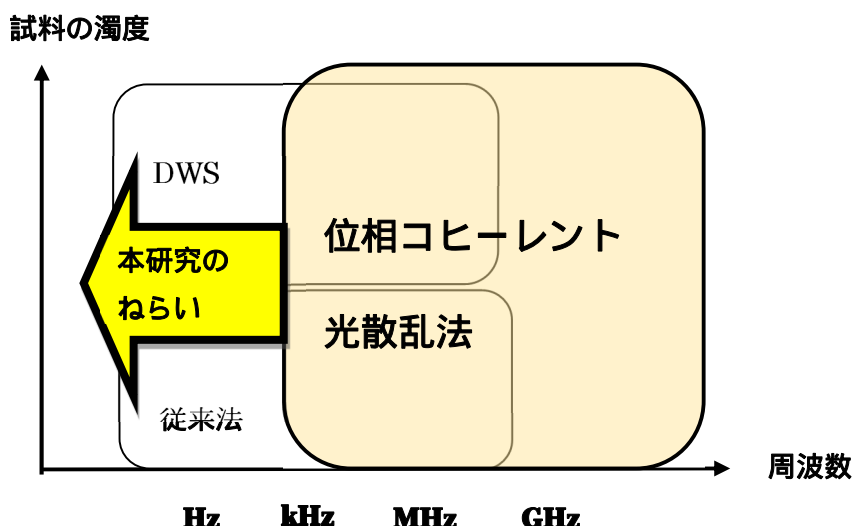 試料の濁度
DWS
位相コヒーレント
本研究の
ねらい
光散乱法
従来法
周波数
Hz kHz MHz GHz